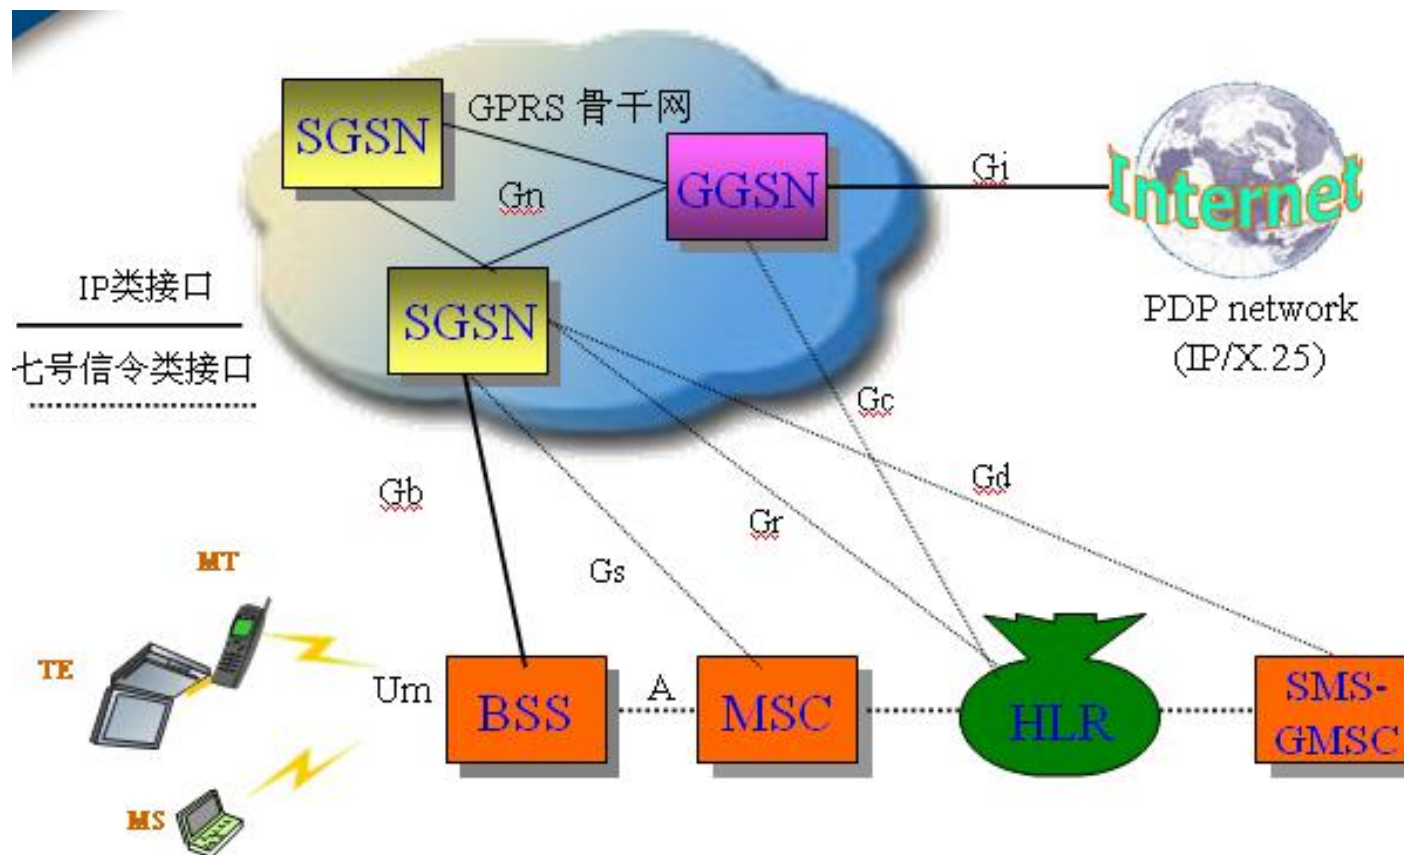 SGSN
GPRS 骨干网
GGSN
Gn
Gi
Internet
IP类接口
SGSN
PDP network
(IP/X.25)
七号信令类接口
Gc
Gb
Gd
Gr
Gs
MT
TE
Um
BSS
A
MSC
HLR
SMS-
GMSC
MS